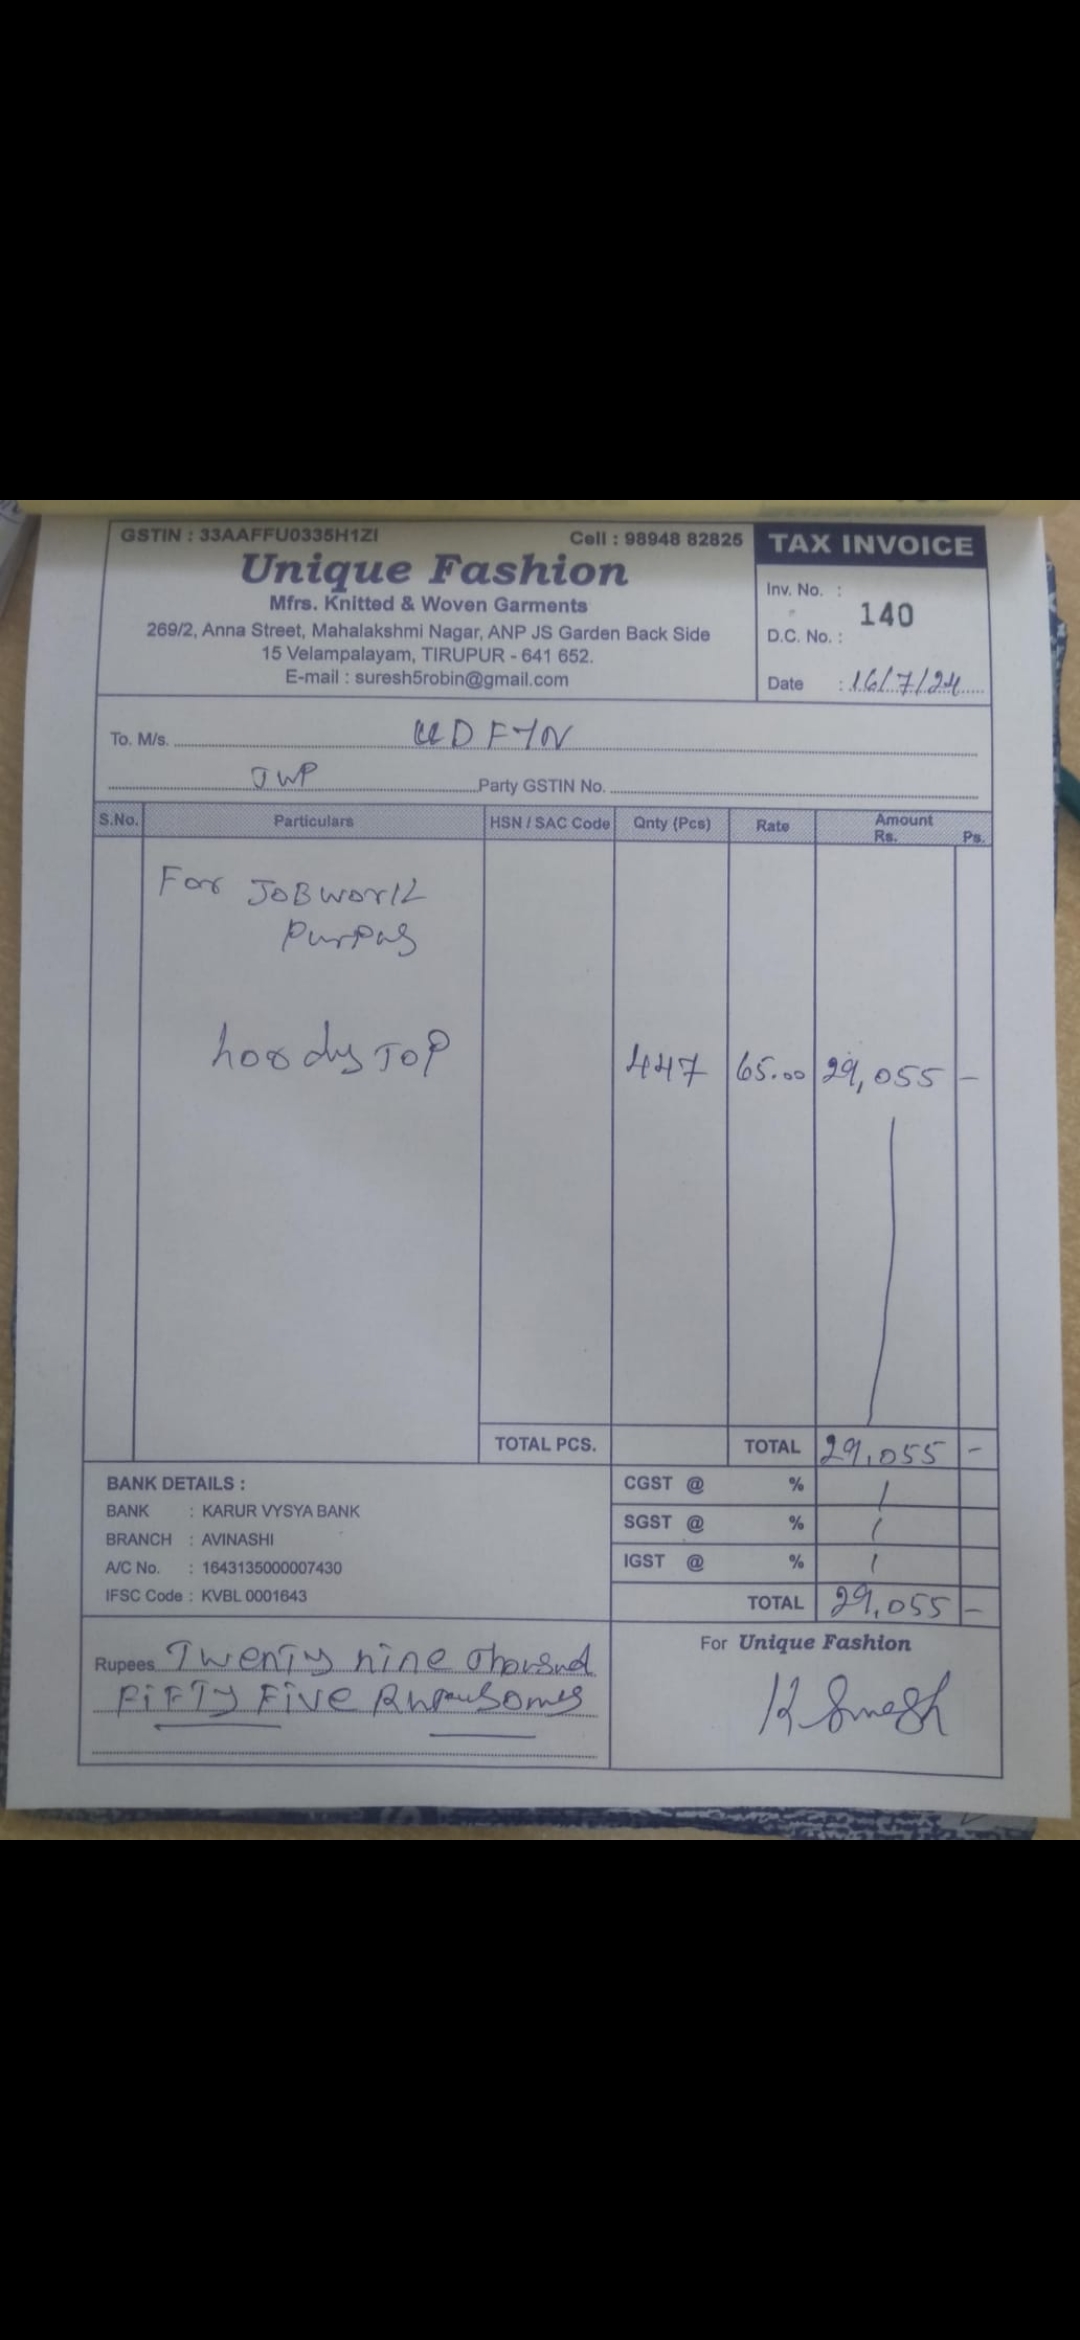 GSTIN : 33AAFFU0335H1ZI Cell : 98948 82825
TAX INVOICE
Unique Fashion
Mfrs. Knitted & Woven Garments
269/2, Anna Street, Mahalakshmi Nagar, ANP JS Garden Back Side
15 Velampalayam, TIRUPUR - 641 652.
E-mail : suresh5robin@gmail.com
Inv. No. :
140
D.C. No. :
Date : 16/7/24
To. M/s. UDFYN
TUP Party GSTIN No.
S.No. Particulars HSN / SAC Code Qnty (Pcs) Rate Amount Rs. Ps.
For JOBWORK
Purpas
hoody TOP 447 65.00 29,055 -
TOTAL PCS. TOTAL 29,055 -
BANK DETAILS :
BANK : KARUR VYSYA BANK
BRANCH : AVINASHI
A/C No. : 1643135000007430
IFSC Code : KVBL 0001643
CGST @ %
SGST @ %
IGST @ %
TOTAL 29,055 -
Rupees Twenty nine Thousand
FIFTY FIVE
For Unique Fashion
K Suresh